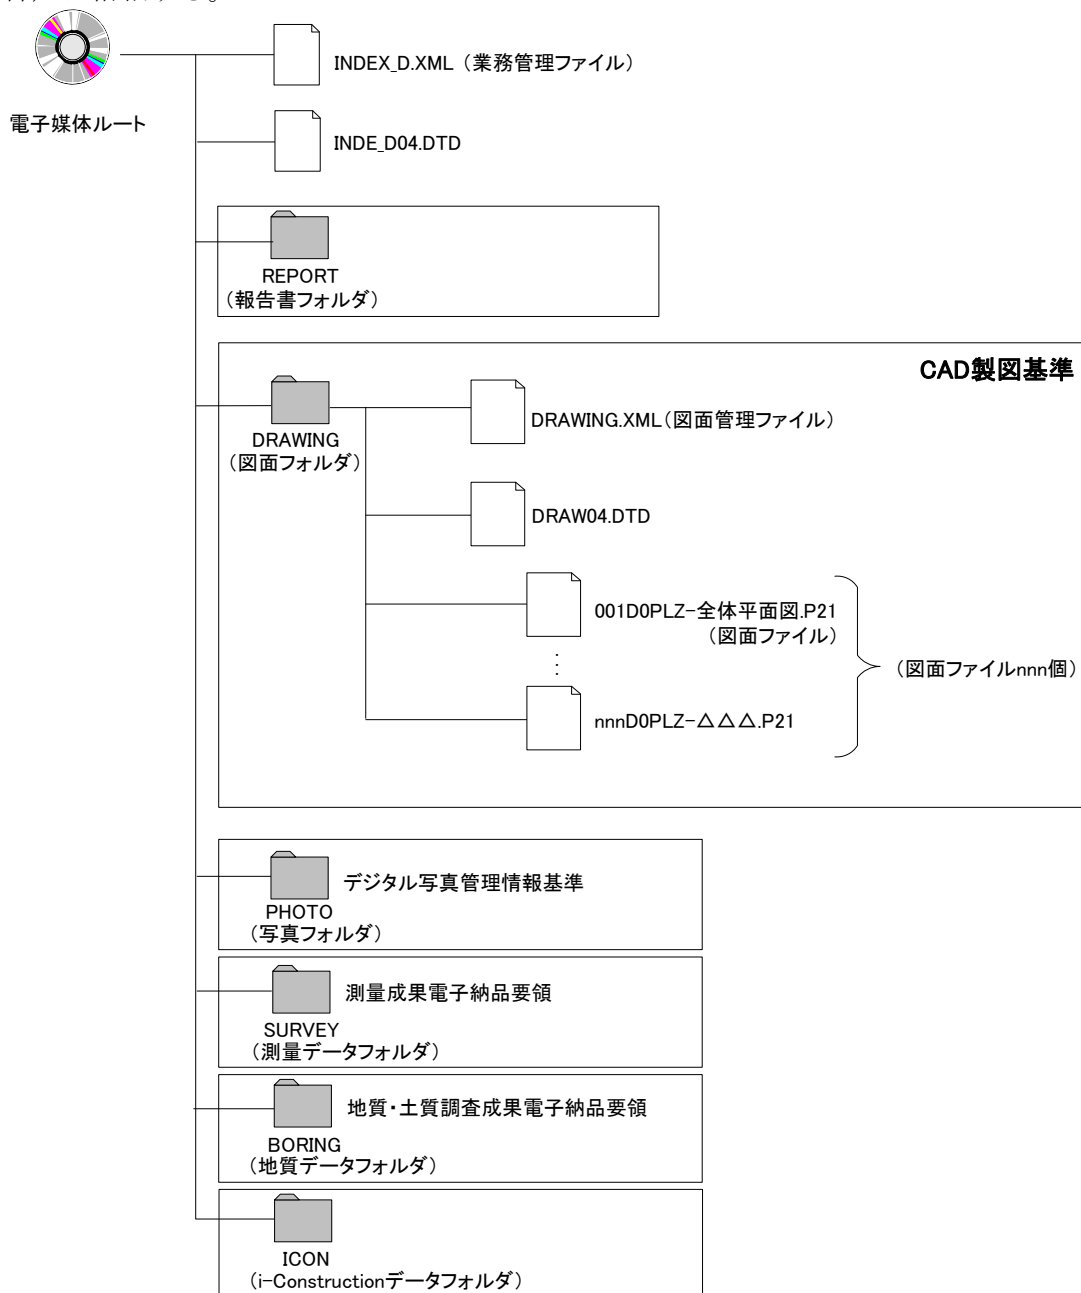 電子媒体ルート
INDEX_D.XML（業務管理ファイル）
INDE_D04.DTD
REPORT
（報告書フォルダ）
CAD製図基準
DRAWING
（図面フォルダ）
DRAWING.XML（図面管理ファイル）
DRAW04.DTD
001D0PLZ-全体平面図.P21
（図面ファイル）
nnnD0PLZ-△△△.P21
（図面ファイルnnn個）
デジタル写真管理情報基準
PHOTO
（写真フォルダ）
測量成果電子納品要領
SURVEY
（測量データフォルダ）
地質・土質調査成果電子納品要領
BORING
（地質データフォルダ）
ICON
（i-Constructionデータフォルダ）